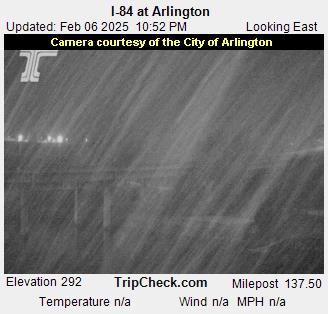 I-84 at Arlington
Updated: Feb 06 2025 10:52 PM Looking East
Camera courtesy of the City of Arlington
Elevation 292 TripCheck.com Milepost 137.50
Temperature n/a Wind n/a MPH n/a